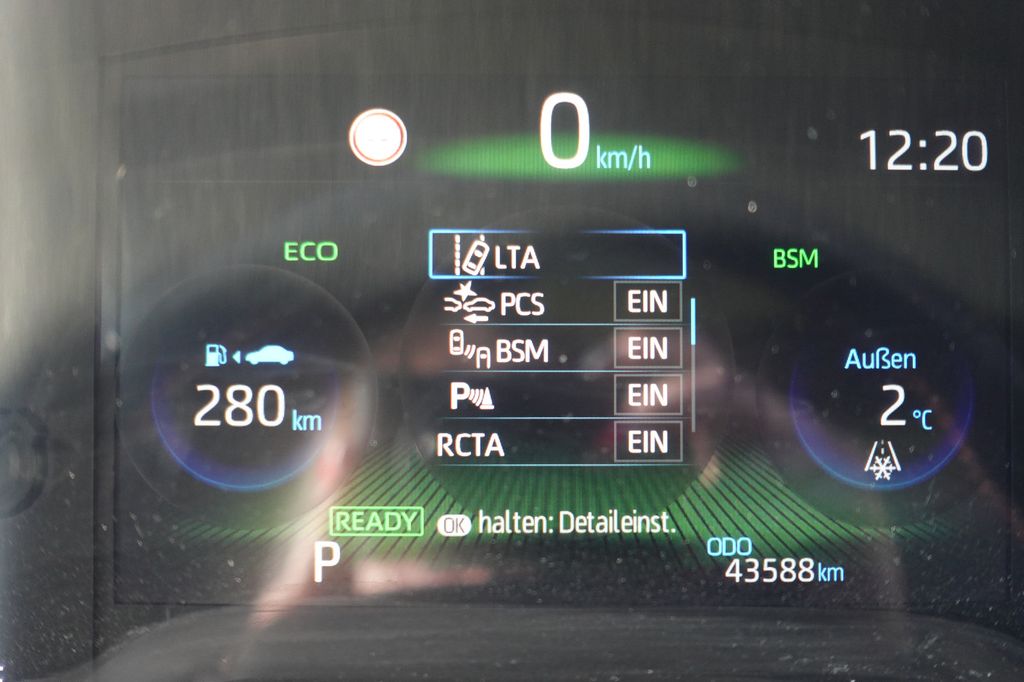 0 km/h
12:20
ECO
BSM
LTA
PCS EIN
BSM EIN
P EIN
RCTA EIN
280 km
Außen
2 °C
READY
OK halten: Detaileinst.
P
ODO
43588 km